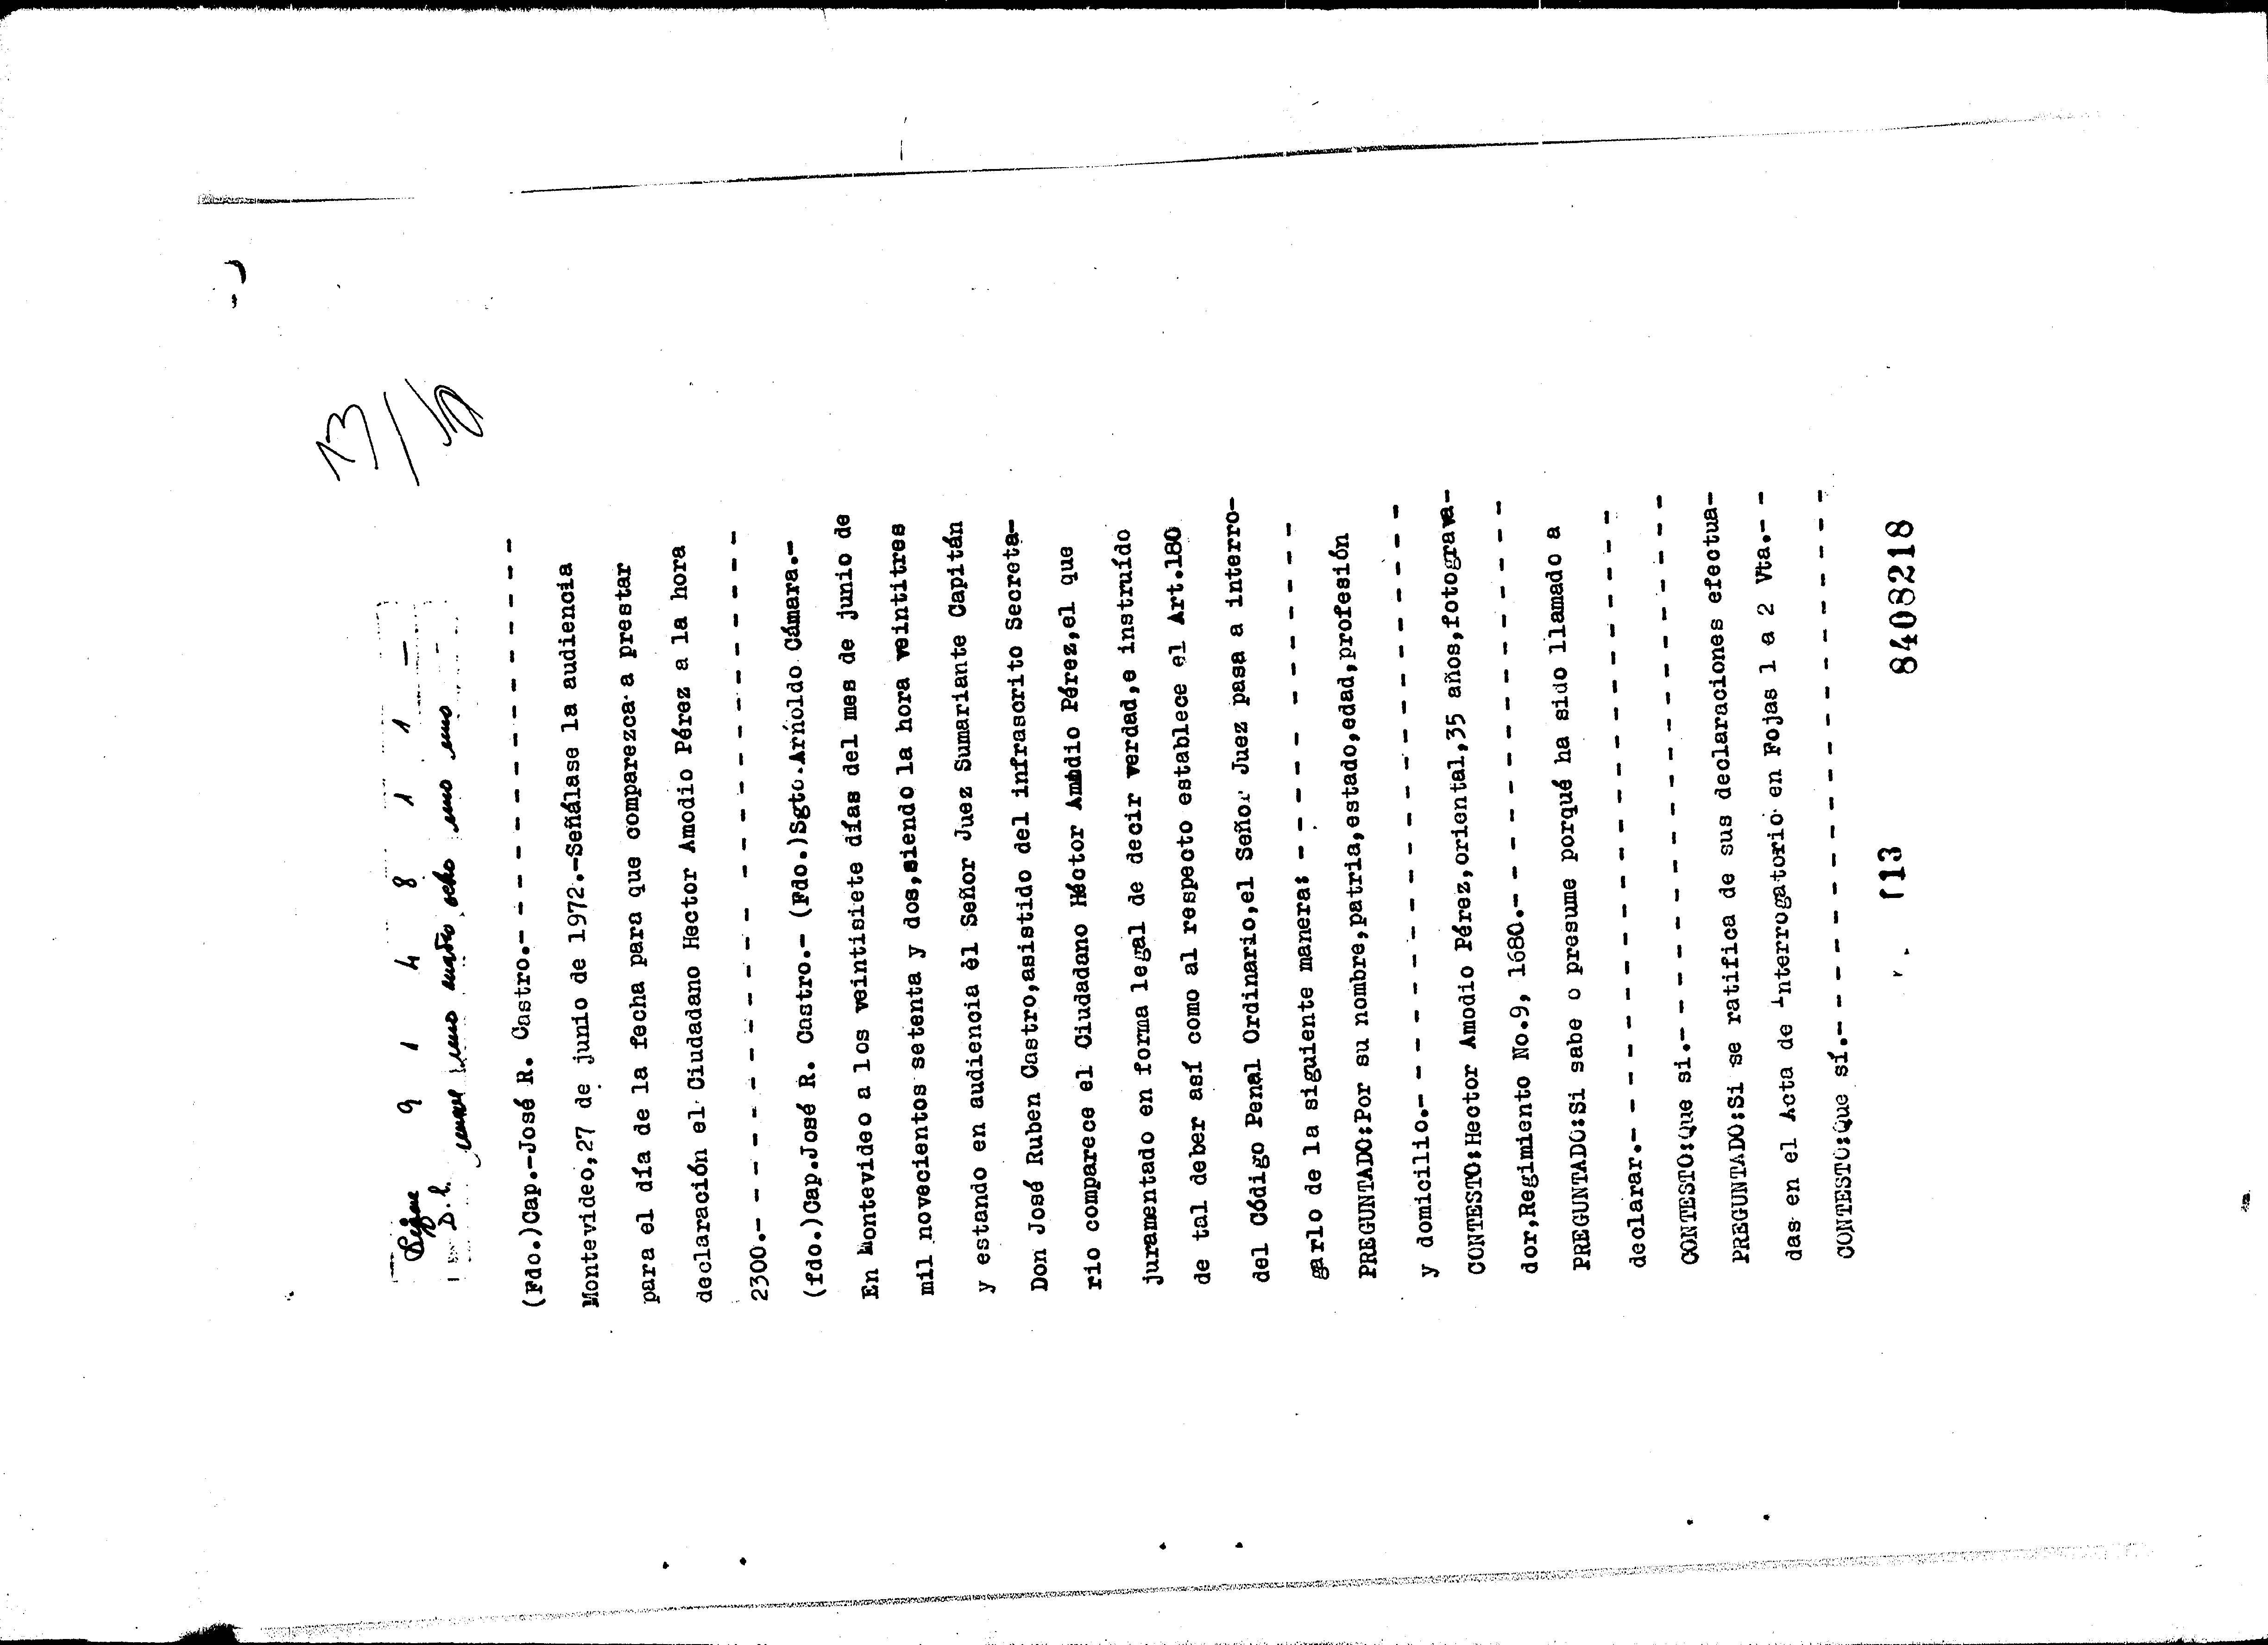 13
9 1 4 8 1 1 -
nueve uno cuatro ocho uno uno
(Fdo.)Cap.-José R. Castro.- - - - - - - - - - - - - - - -
Montevideo,27 de junio de 1972.-Señálase la audiencia
para el día de la fecha para que comparezca a prestar
declaración el Ciudadano Hector Amodio Pérez a la hora
2300.- - - - - - - - - - - - - - - - - -
(fdo.)Cap.José R. Castro.- (Fdo.)Sgto.Arnoldo Cámara.-
En Montevideo a los veintisiete días del mes de junio de
mil novecientos setenta y dos,siendo la hora veintitres
y estando en audiencia él Señor Juez Sumariante Capitán
Don José Ruben Castro,asistido del infrascrito Secreta-
rio comparece el Ciudadano Héctor Amodio Pérez,el que
juramentado en forma legal de decir verdad,e instruído
de tal deber así como al respecto establece el Art.180
del Código Penal Ordinario,el Señor Juez pasa a interro-
garlo de la siguiente manera: - - - - - - - - - - - -
PREGUNTADO:Por su nombre,patria,estado,edad,profesión
y domicilio.- - - - - - - - - - - - - - - - - - -
CONTESTO:Hector Amodio Pérez,oriental,35 años,fotograva-
dor,Regimiento No.9, 1680.- - - - - - - - - - - - -
PREGUNTADO:Si sabe o presume porqué ha sido llamado a
declarar.- - - - - - - - - - - - - - - - - - -
CONTESTO:Que si.- - - - - - - - - - - - - - - - -
PREGUNTADO:Si se ratifica de sus declaraciones efectua-
das en el Acta de Interrogatorio en Fojas 1 a 2 Vta.- -
CONTESTO:Que sí.- - - - - - - - - - - - - - - - -
113 8408218